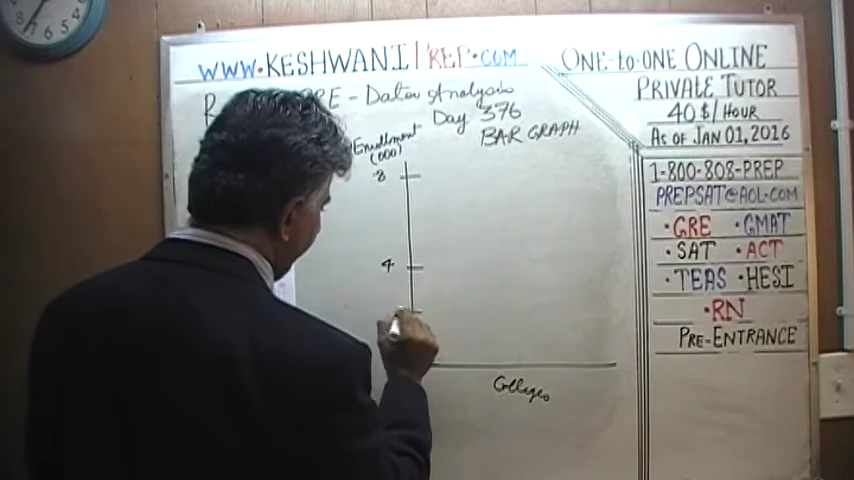 WWW.KESHWANI PREP.COM
RE - Data Analysis
Day 376
BAR GRAPH
Enrollment
(000)
8
4
Colleges
ONE-to-ONE ONLINE
PRIVATE TUTOR
40 $/HOUR
AS OF JAN 01, 2016
1-800-808-PREP
PREPSAT@AOL.COM
•GRE •GMAT
•SAT •ACT
•TEAS •HESI
•RN
PRE-ENTRANCE